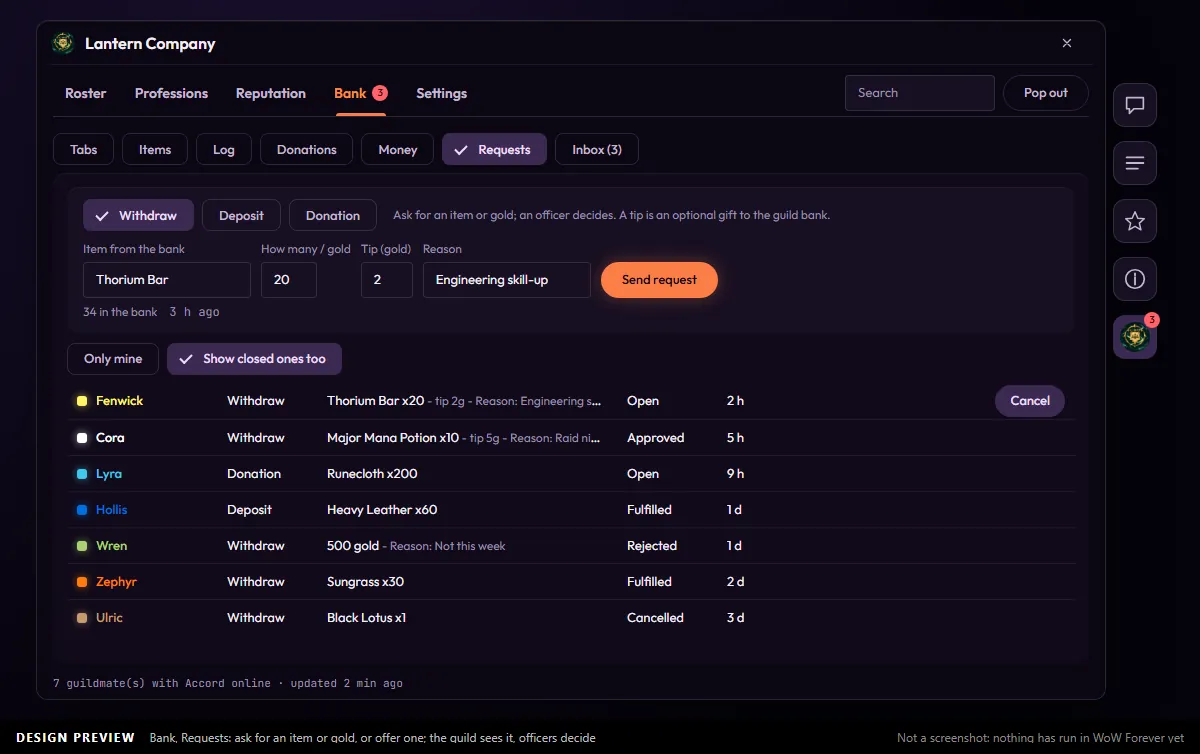 Lantern Company
Roster Professions Reputation Bank 3 Settings Search Pop out
Tabs Items Log Donations Money Requests Inbox (3)
Withdraw Deposit Donation Ask for an item or gold; an officer decides. A tip is an optional gift to the guild bank.
Item from the bank How many / gold Tip (gold) Reason
Thorium Bar 20 2 Engineering skill-up Send request
34 in the bank 3 h ago
3
Only mine Show closed ones too
Fenwick Withdraw Thorium Bar x20 - tip 2g - Reason: Engineering s... Open 2 h Cancel
Cora Withdraw Major Mana Potion x10 - tip 5g - Reason: Raid ni... Approved 5 h
Lyra Donation Runecloth x200 Open 9 h
Hollis Deposit Heavy Leather x60 Fulfilled 1 d
Wren Withdraw 500 gold - Reason: Not this week Rejected 1 d
Zephyr Withdraw Sungrass x30 Fulfilled 2 d
Ulric Withdraw Black Lotus x1 Cancelled 3 d
7 guildmate(s) with Accord online · updated 2 min ago
DESIGN PREVIEW Bank, Requests: ask for an item or gold, or offer one; the guild sees it, officers decide Not a screenshot: nothing has run in WoW Forever yet